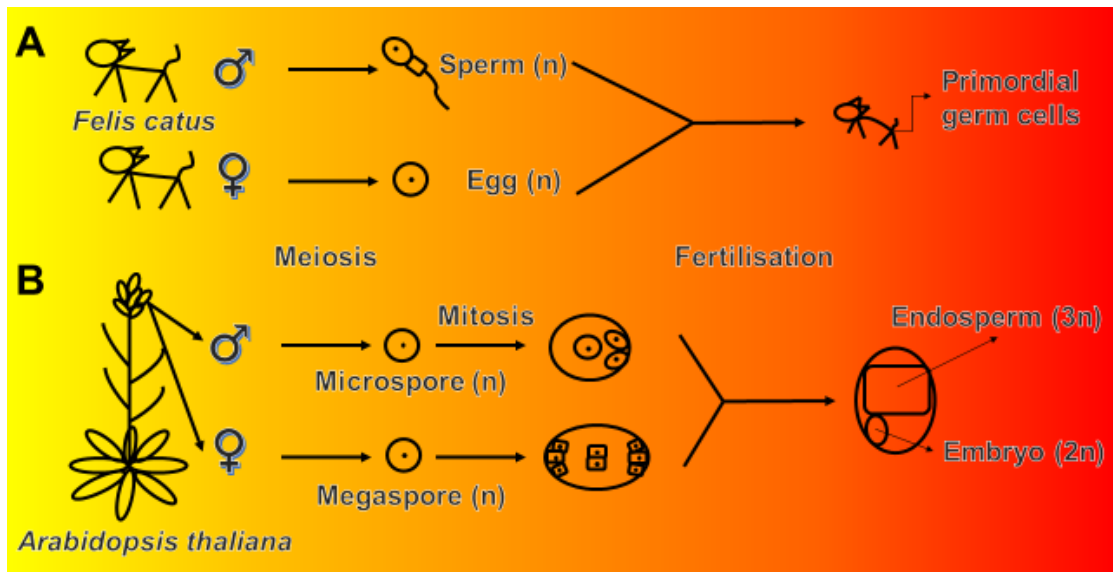 A
Sperm (n)
Primordial
germ cells
Felis catus
Egg (n)
Meiosis
Fertilisation
B
Mitosis
Endosperm (3n)
Microspore (n)
Embryo (2n)
Megaspore (n)
Arabidopsis thaliana